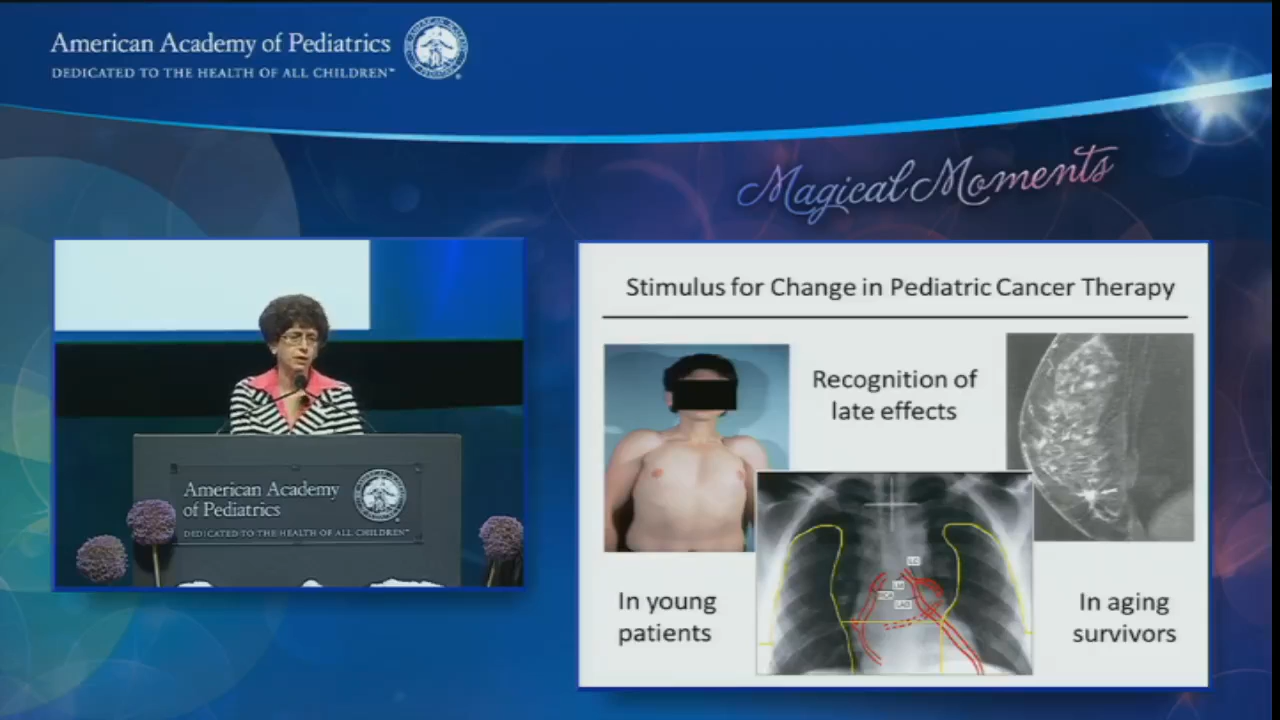 American Academy of Pediatrics
DEDICATED TO THE HEALTH OF ALL CHILDREN™
Magical Moments
Stimulus for Change in Pediatric Cancer Therapy
Recognition of
late effects
In young
patients
In aging
survivors
American Academy
of Pediatrics
DEDICATED TO THE HEALTH OF ALL CHILDREN™